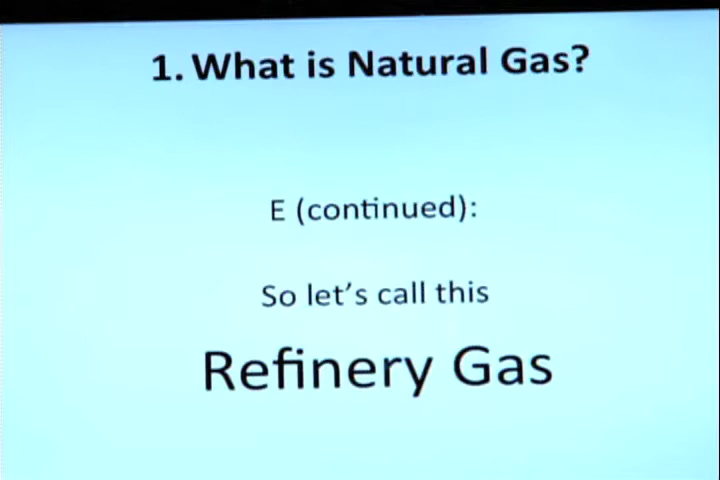 1. What is Natural Gas?
E (continued):
So let's call this
Refinery Gas